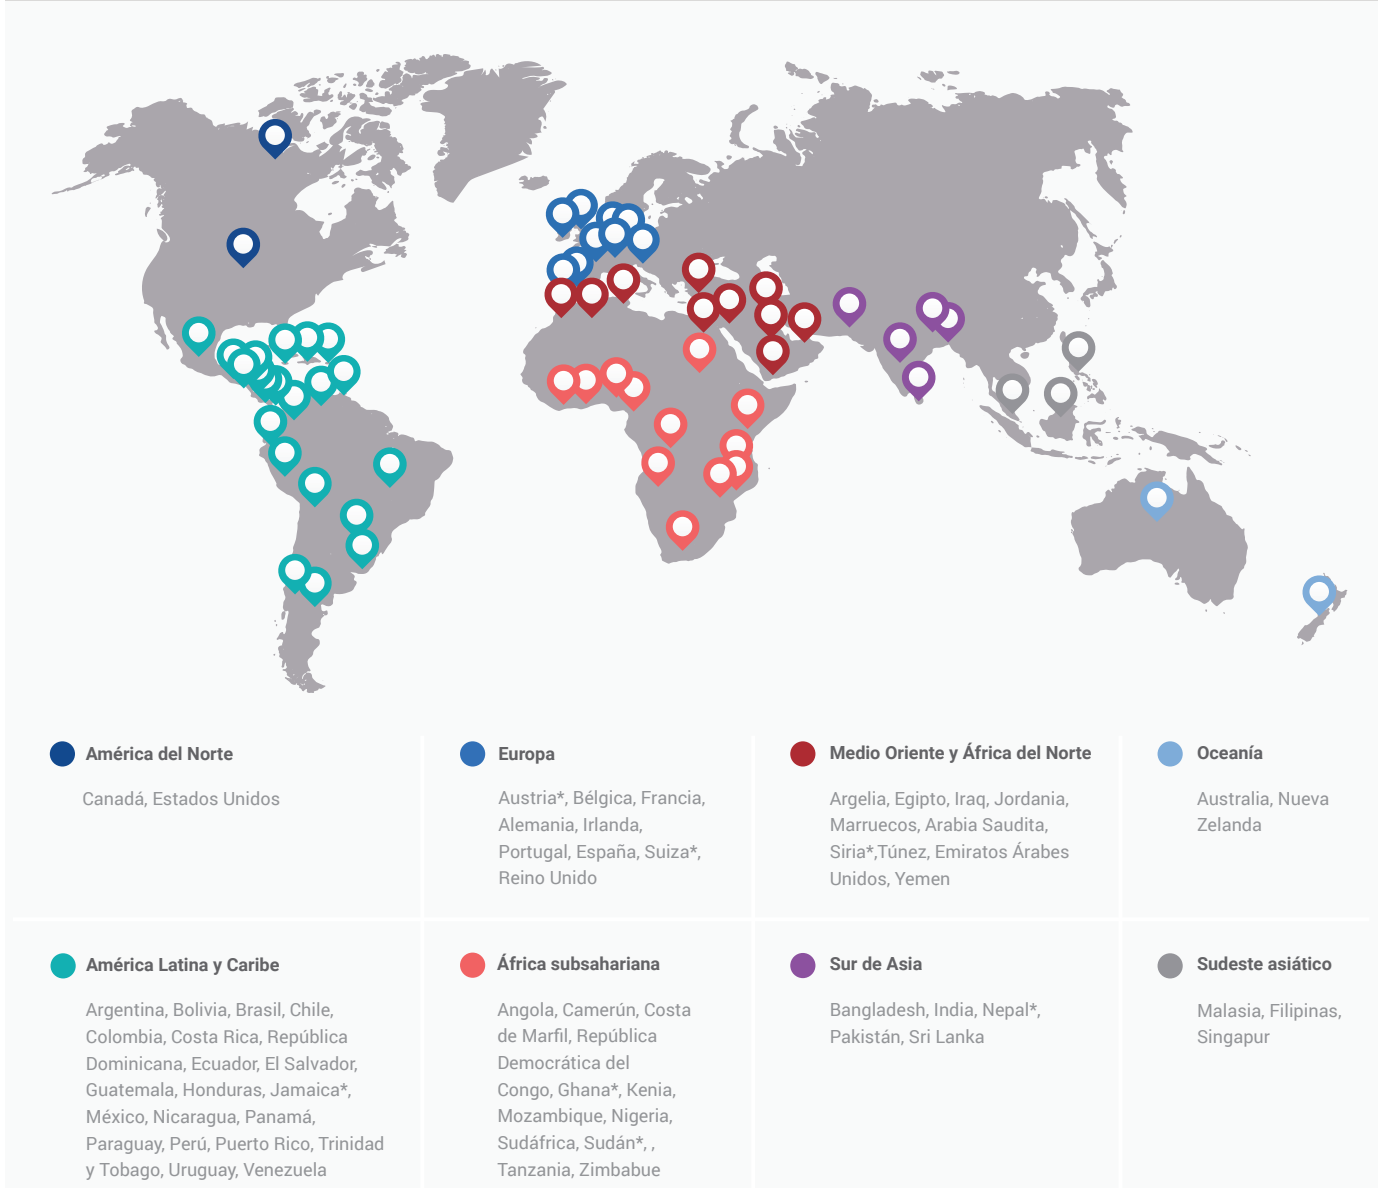 América del Norte
Canadá, Estados Unidos
Europa
Austria*, Bélgica, Francia,
Alemania, Irlanda,
Portugal, España, Suiza*,
Reino Unido
Medio Oriente y África del Norte
Argelia, Egipto, Iraq, Jordania,
Marruecos, Arabia Saudita,
Siria*,Túnez, Emiratos Árabes
Unidos, Yemen
Oceanía
Australia, Nueva
Zelanda
América Latina y Caribe
Argentina, Bolivia, Brasil, Chile,
Colombia, Costa Rica, República
Dominicana, Ecuador, El Salvador,
Guatemala, Honduras, Jamaica*,
México, Nicaragua, Panamá,
Paraguay, Perú, Puerto Rico, Trinidad
y Tobago, Uruguay, Venezuela
África subsahariana
Angola, Camerún, Costa
de Marfil, República
Democrática del
Congo, Ghana*, Kenia,
Mozambique, Nigeria,
Sudáfrica, Sudán*, ,
Tanzania, Zimbabue
Sur de Asia
Bangladesh, India, Nepal*,
Pakistán, Sri Lanka
Sudeste asiático
Malasia, Filipinas,
Singapur